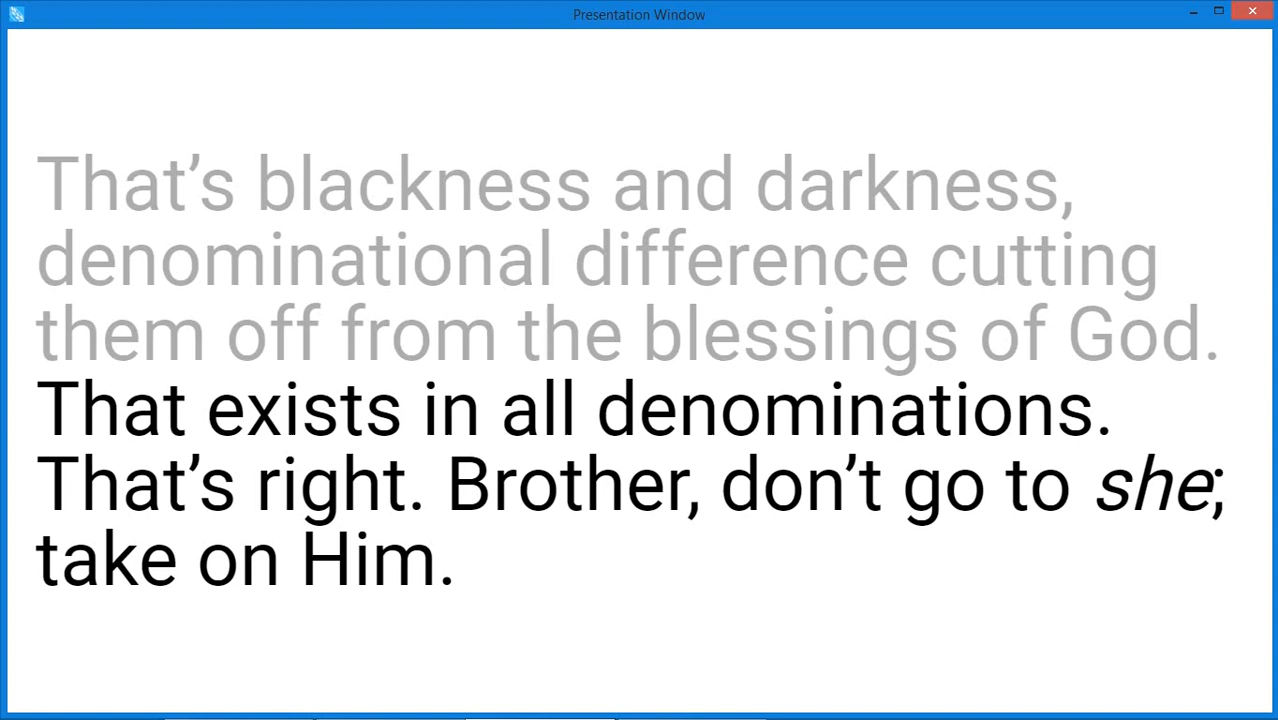 Presentation Window
That’s blackness and darkness,
denominational difference cutting
them off from the blessings of God.
That exists in all denominations.
That’s right. Brother, don’t go to she;
take on Him.